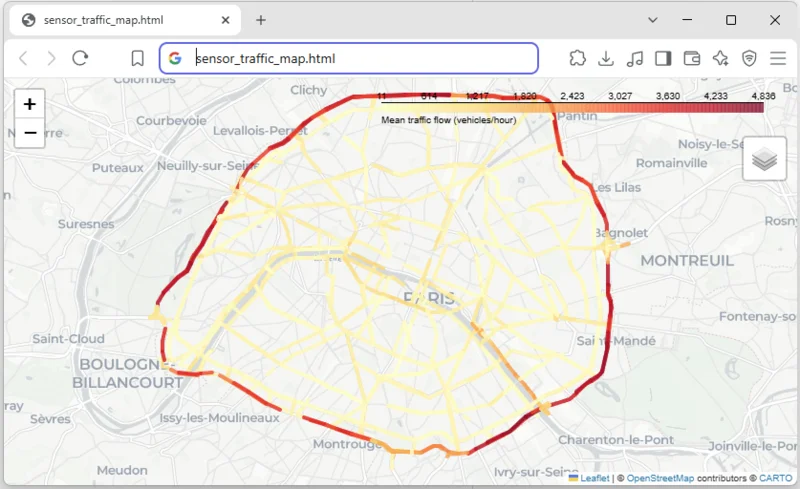 sensor_traffic_map.html
sensor_traffic_map.html
Colombes
Clichy
11 614 1,217 1,820 2,423 3,027 3,630 4,233 4,836
Mean traffic flow (vehicles/hour)
Courbevoie
Levallois-Perret
Pantin
Noisy-le-Sec
Romainville
Puteaux
Neuilly-sur-Seine
Les Lilas
Suresnes
Bagnolet
MONTREUIL
PARIS
Saint-Cloud
Saint-Mandé
Fontenay-so
BOULOGNE-
BILLANCOURT
Sèvres
Issy-les-Moulineaux
Montrouge
Charenton-le-Pont
Joinville-le-Pont
Meudon
Ivry-sur-Seine
Leaflet | © OpenStreetMap contributors © CARTO